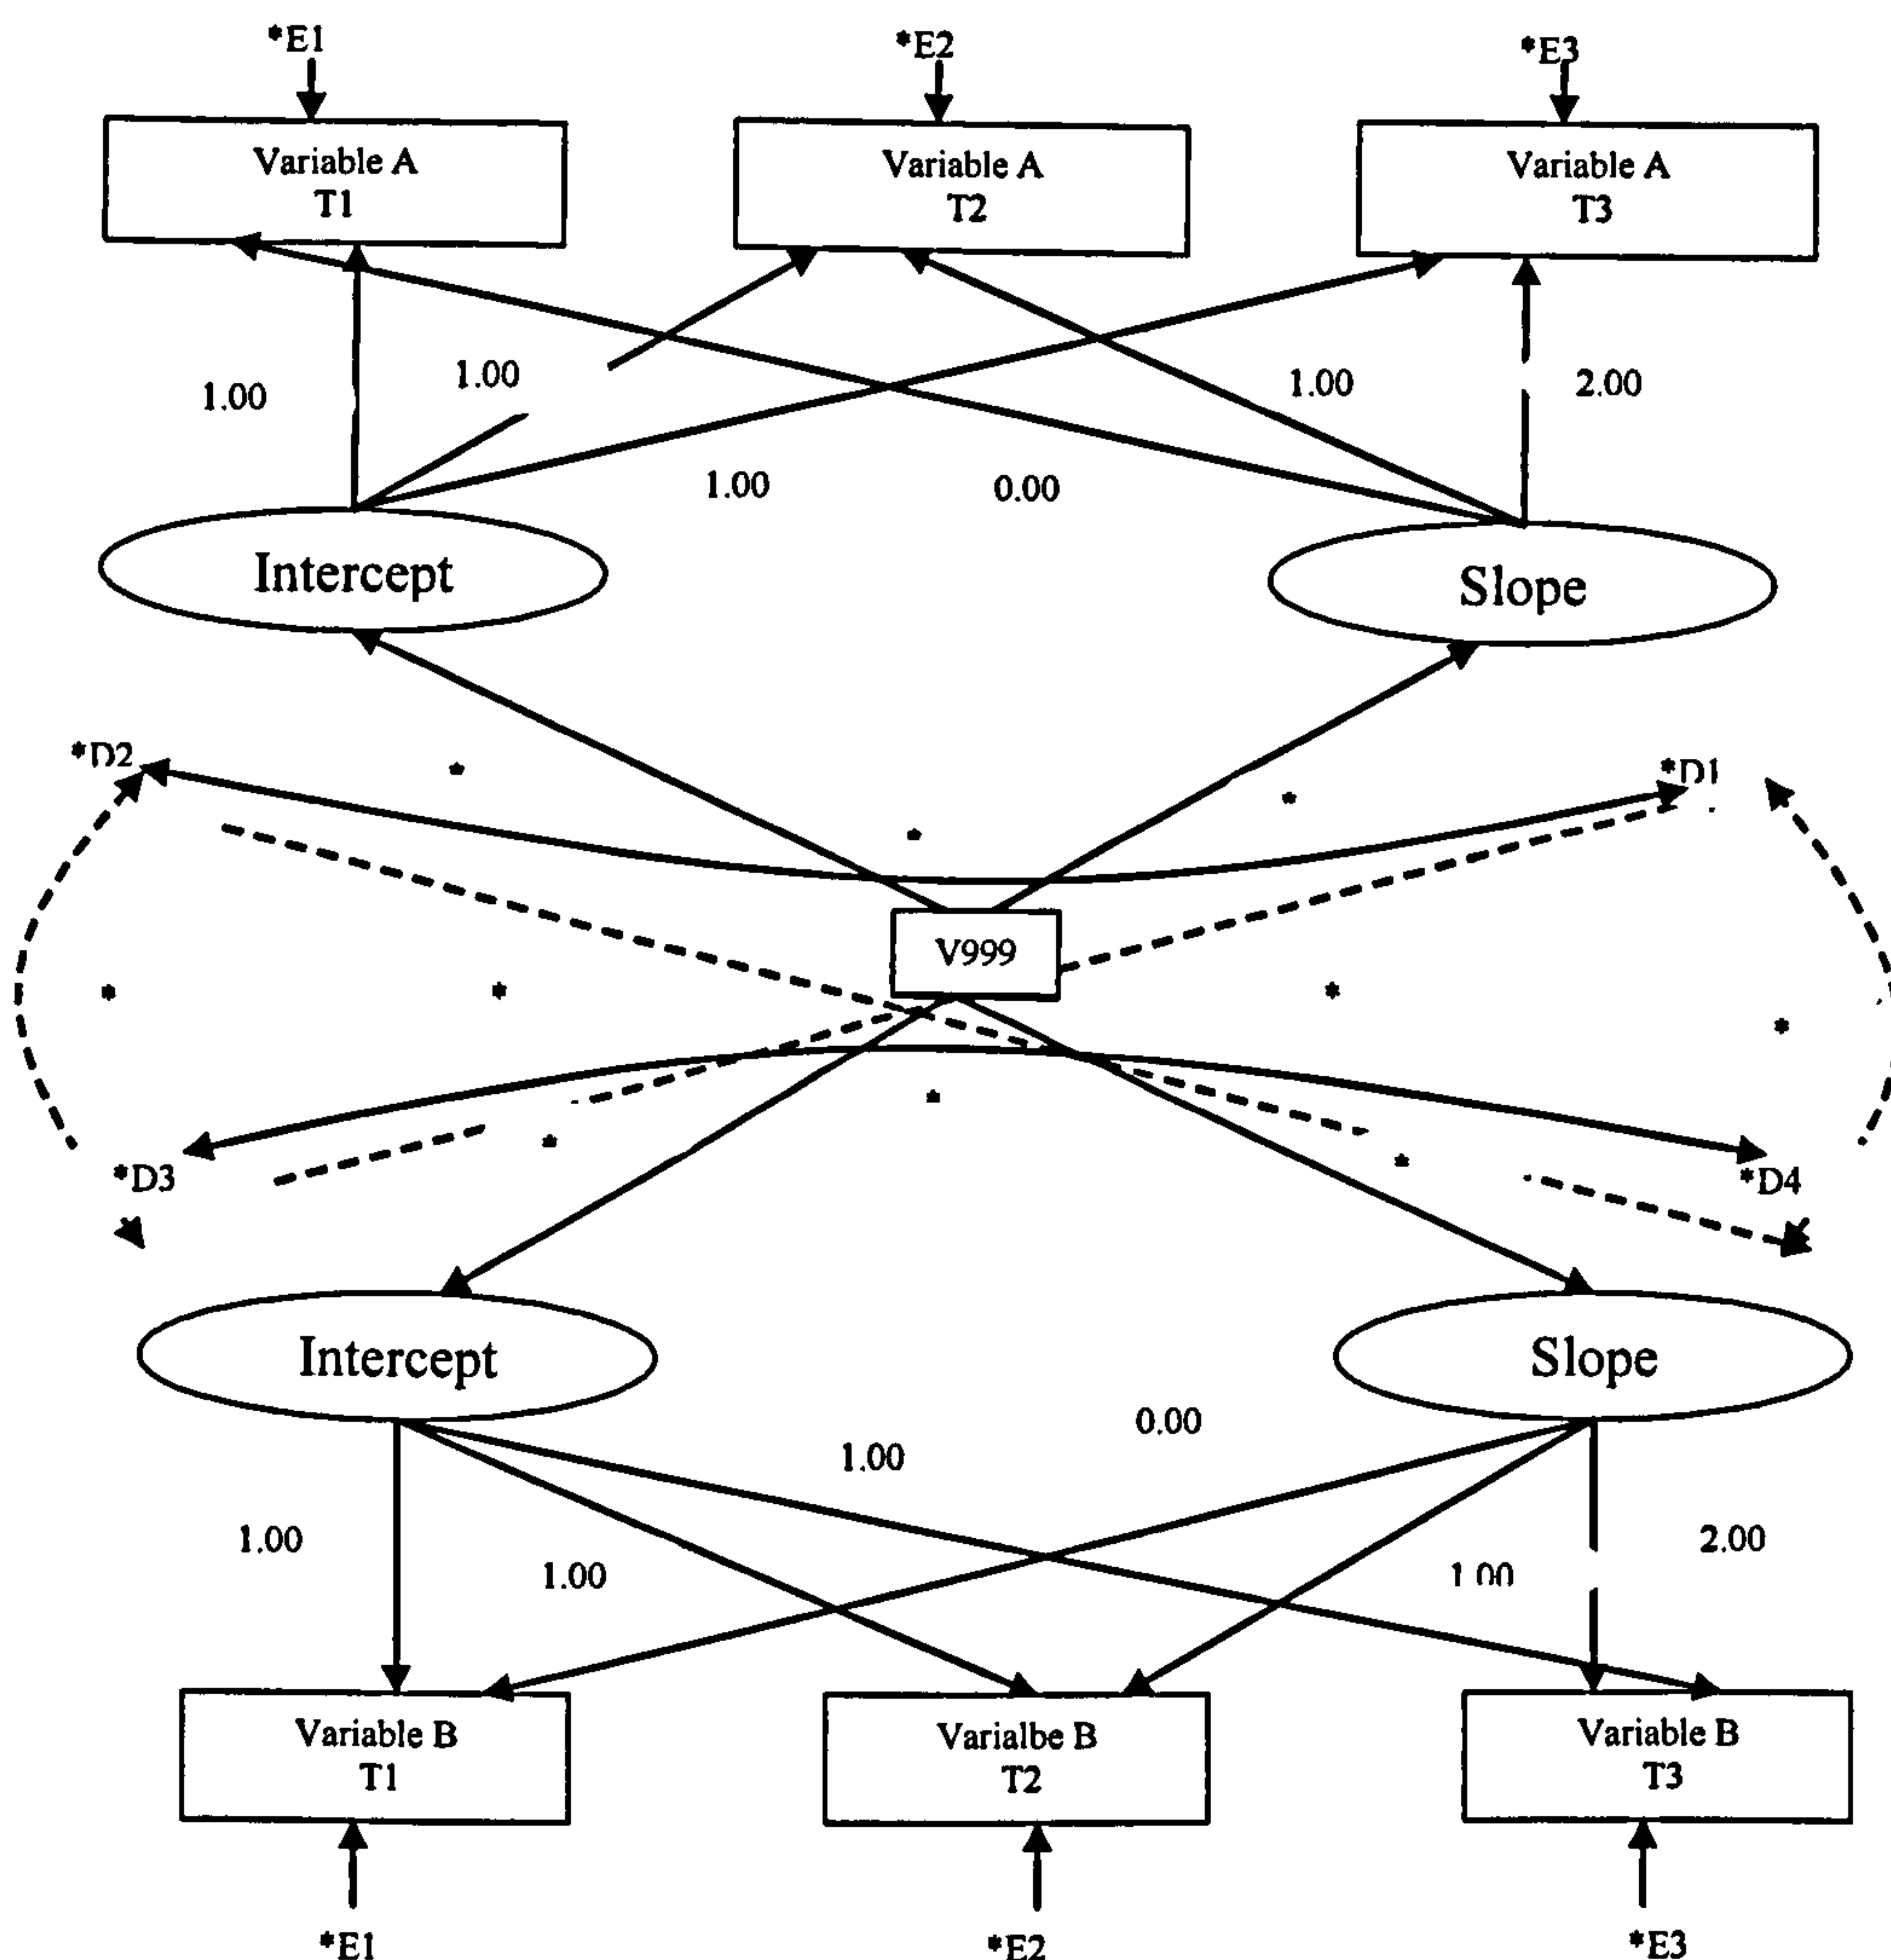 *E1
*E2
*E3
Variable A
T1
Variable A
T2
Variable A
T3
1.00
1.00
1.00
2.00
1.00
0.00
Intercept
Slope
*D2
*D1
*
*
*
V999
*
*
*
*
*
*
*
*D3
*D4
Intercept
Slope
0.00
1.00
1.00
2.00
1.00
1.00
Variable B
T1
Varialbe B
T2
Variable B
T3
*E1
*E2
*E3